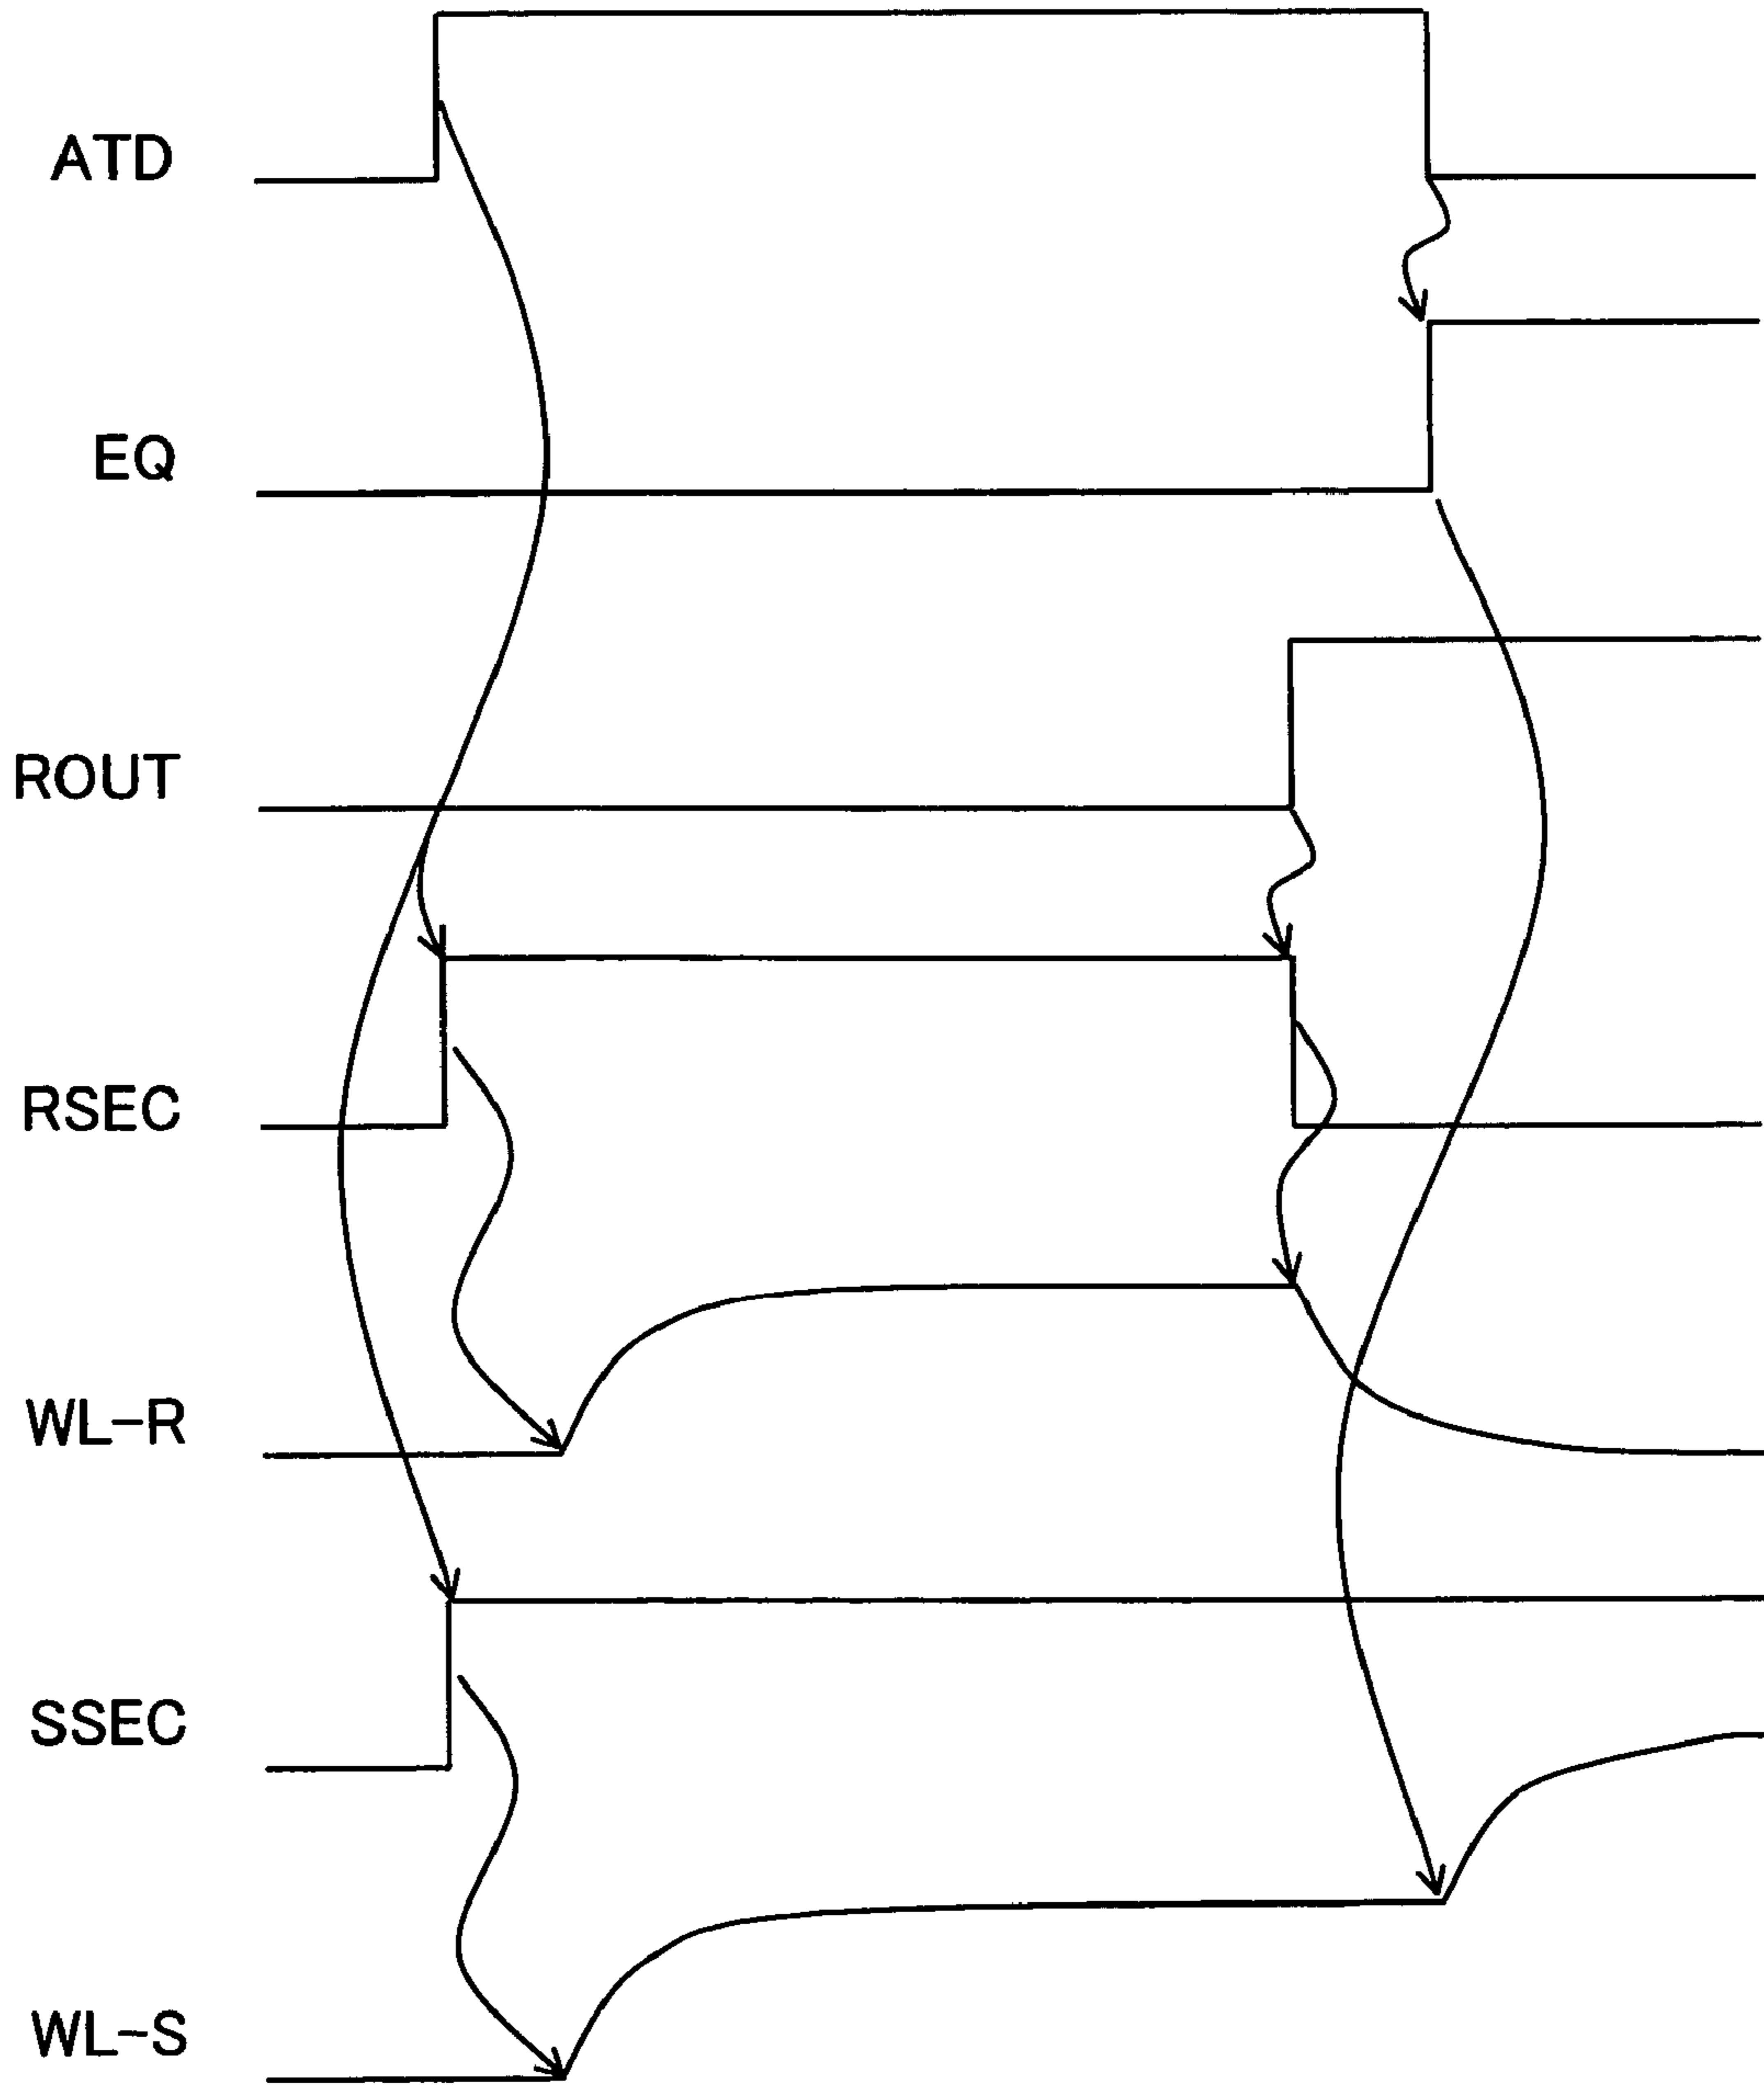 ATD
EQ
ROUT
RSEC
WL-R
SSEC
WL-S